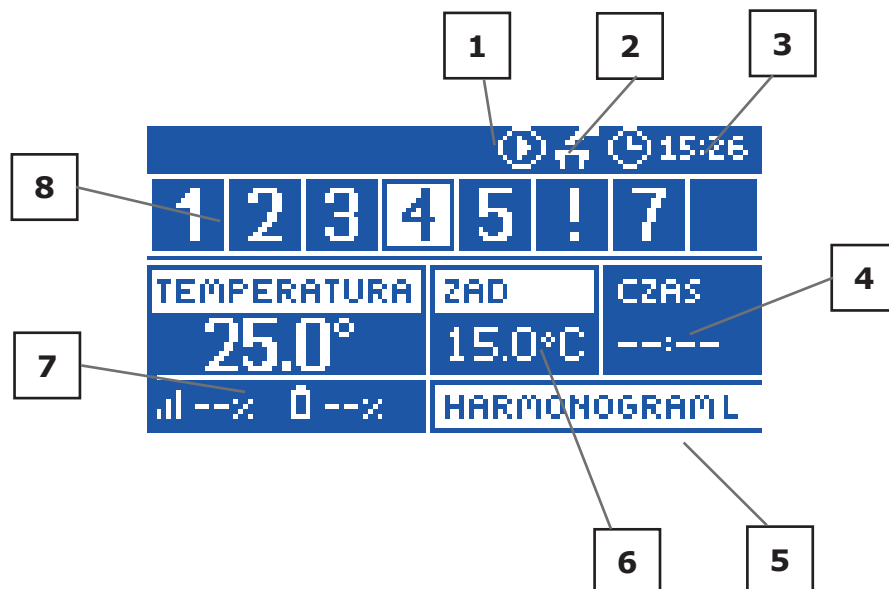 1 2 3
15:26
8
1 2 3 4 5 ! 7
4
TEMPERATURA ZAD CZAS
25.0° 15.0°C --:--
7
--% --% HARMONOGRAM L
6 5